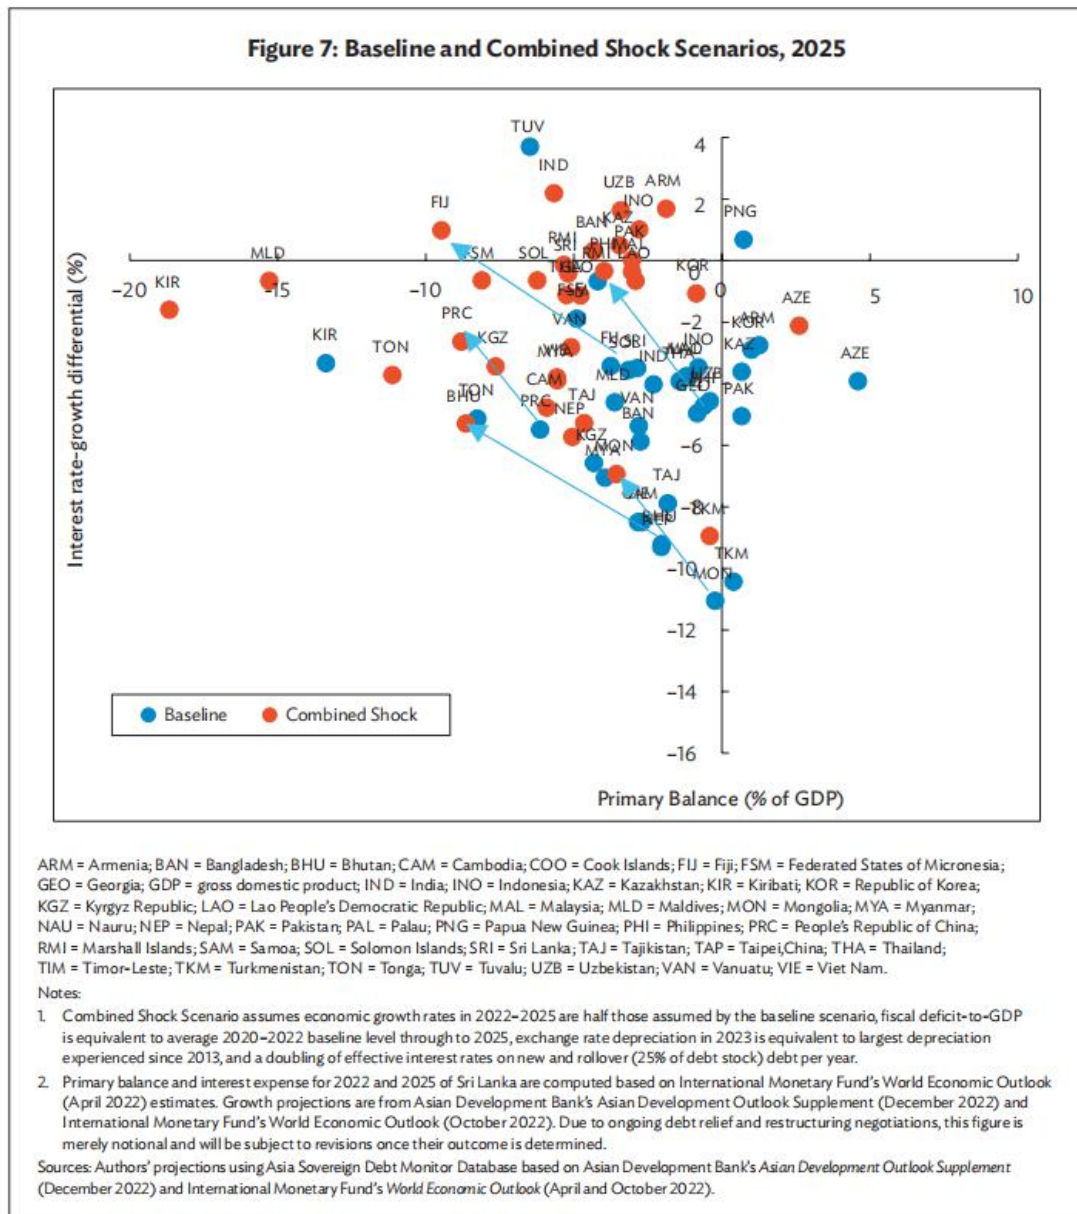 Figure 7: Baseline and Combined Shock Scenarios, 2025
TUV
4
IND
UZB
ARM
2
INO
FIJ
KAZ
BAN
PNG
PAK
RMI
SRI
PHI
MAL
MLD
FSM
SOL
RMI
LAO
KOR
−20
−15
−10
0
0
5
10
KIR
AZE
FSM
PRC
VAN
−2
KOR
ARM
KIR
KGZ
FIJ
SOL
SRI
INO
KAZ
TON
MYA
IND
THA
AZE
MLD
UZB
CAM
GEO
PAK
TON
BHU
PRC
TAJ
VAN
NEP
BAN
−6
KGZ
MON
MYA
TAJ
−8
TKM
BHU
NEP
−10
TKM
MON
−12
−14
−16
Interest rate-growth differential (%)
Baseline
Combined Shock
Primary Balance (% of GDP)
ARM = Armenia; BAN = Bangladesh; BHU = Bhutan; CAM = Cambodia; COO = Cook Islands; FIJ = Fiji; FSM = Federated States of Micronesia;
GEO = Georgia; GDP = gross domestic product; IND = India; INO = Indonesia; KAZ = Kazakhstan; KIR = Kiribati; KOR = Republic of Korea;
KGZ = Kyrgyz Republic; LAO = Lao People's Democratic Republic; MAL = Malaysia; MLD = Maldives; MON = Mongolia; MYA = Myanmar;
NAU = Nauru; NEP = Nepal; PAK = Pakistan; PAL = Palau; PNG = Papua New Guinea; PHI = Philippines; PRC = People's Republic of China;
RMI = Marshall Islands; SAM = Samoa; SOL = Solomon Islands; SRI = Sri Lanka; TAJ = Tajikistan; TAP = Taipei,China; THA = Thailand;
TIM = Timor-Leste; TKM = Turkmenistan; TON = Tonga; TUV = Tuvalu; UZB = Uzbekistan; VAN = Vanuatu; VIE = Viet Nam.
Notes:
1. Combined Shock Scenario assumes economic growth rates in 2022–2025 are half those assumed by the baseline scenario, fiscal deficit-to-GDP
is equivalent to average 2020–2022 baseline level through to 2025, exchange rate depreciation in 2023 is equivalent to largest depreciation
experienced since 2013, and a doubling of effective interest rates on new and rollover (25% of debt stock) debt per year.
2. Primary balance and interest expense for 2022 and 2025 of Sri Lanka are computed based on International Monetary Fund's World Economic Outlook
(April 2022) estimates. Growth projections are from Asian Development Bank's Asian Development Outlook Supplement (December 2022) and
International Monetary Fund's World Economic Outlook (October 2022). Due to ongoing debt relief and restructuring negotiations, this figure is
merely notional and will be subject to revisions once their outcome is determined.
Sources: Authors' projections using Asia Sovereign Debt Monitor Database based on Asian Development Bank's Asian Development Outlook Supplement
(December 2022) and International Monetary Fund's World Economic Outlook (April and October 2022).